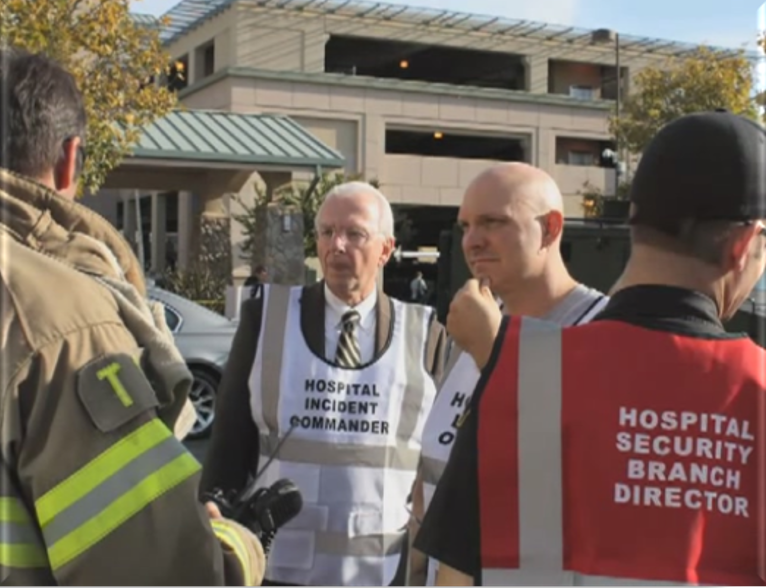 T
HOSPITAL
INCIDENT
COMMANDER
HOSPITAL
SECURITY
BRANCH
DIRECTOR